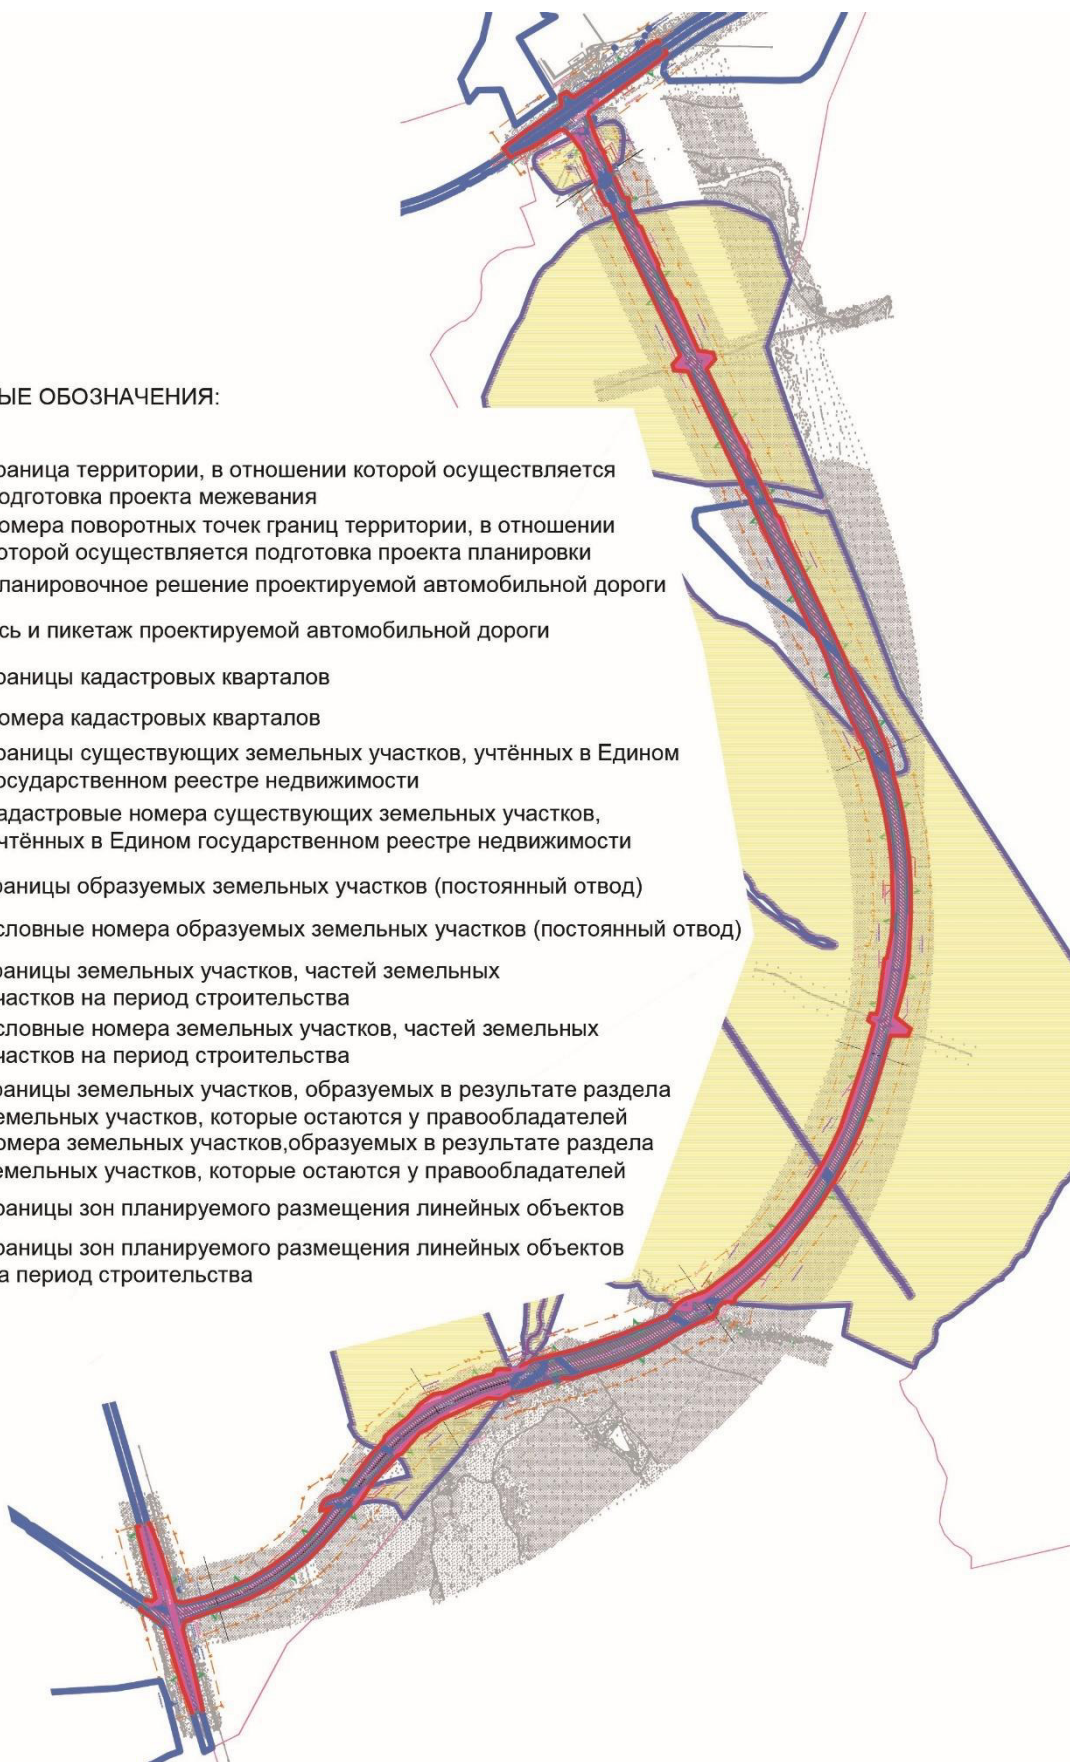 ЫЕ ОБОЗНАЧЕНИЯ:
раница территории, в отношении которой осуществляется
одготовка проекта межевания
омера поворотных точек границ территории, в отношении
оторой осуществляется подготовка проекта планировки
ланировочное решение проектируемой автомобильной дороги
сь и пикетаж проектируемой автомобильной дороги
раницы кадастровых кварталов
омера кадастровых кварталов
раницы существующих земельных участков, учтённых в Едином
осударственном реестре недвижимости
адастровые номера существующих земельных участков,
чтённых в Едином государственном реестре недвижимости
раницы образуемых земельных участков (постоянный отвод)
словные номера образуемых земельных участков (постоянный отвод)
раницы земельных участков, частей земельных
частков на период строительства
словные номера земельных участков, частей земельных
частков на период строительства
раницы земельных участков, образуемых в результате раздела
емельных участков, которые остаются у правообладателей
омера земельных участков,образуемых в результате раздела
емельных участков, которые остаются у правообладателей
раницы зон планируемого размещения линейных объектов
раницы зон планируемого размещения линейных объектов
а период строительства